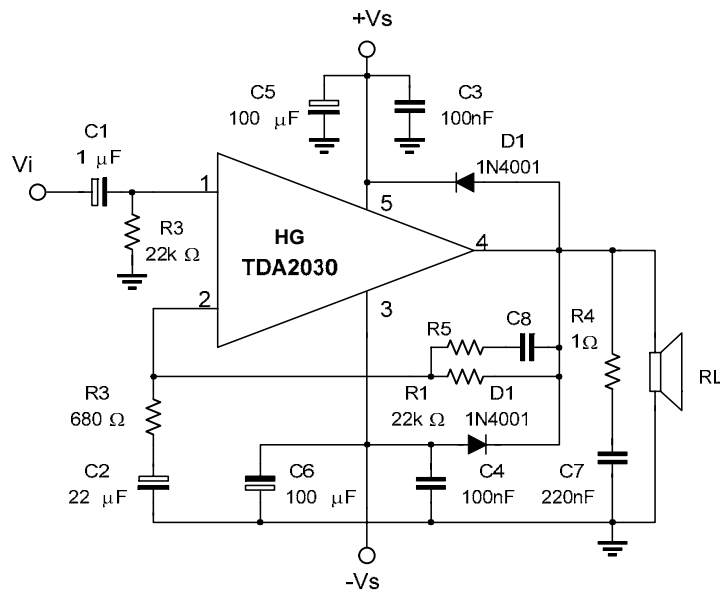 +Vs
C5
100 μF
C3
100nF
C1
1 μF
D1
1N4001
Vi
1
5
R3
22k Ω
HG
TDA2030
4
2
3
R5
C8
R4
1Ω
RL
R3
680 Ω
R1
22k Ω
D1
1N4001
C2
22 μF
C6
100 μF
C4
100nF
C7
220nF
-Vs